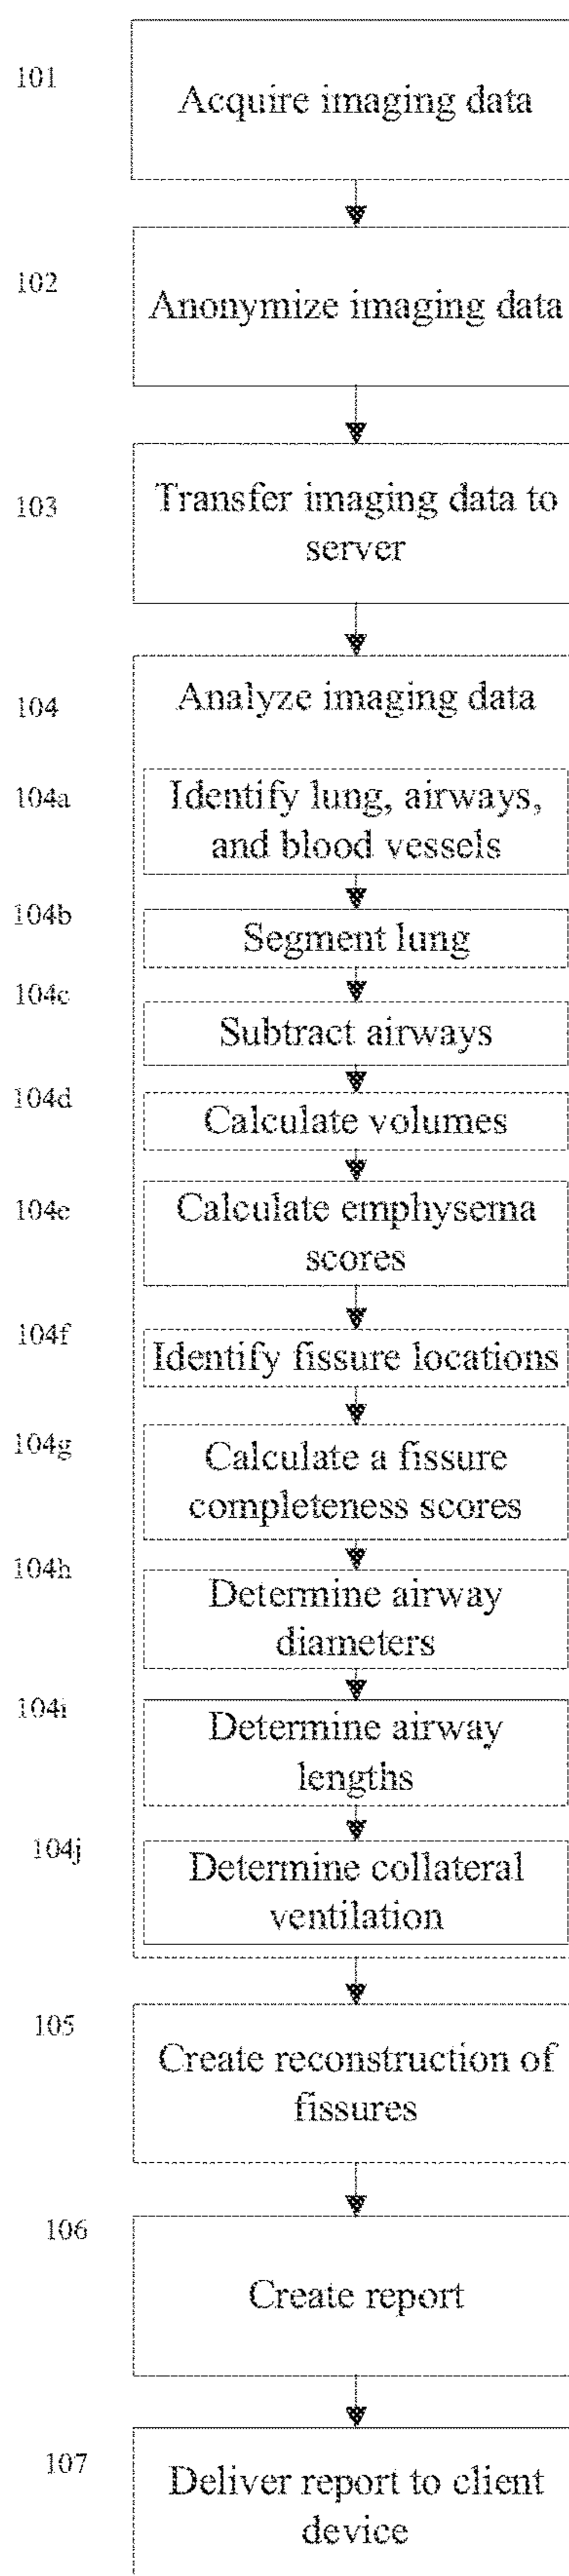 101
Acquire imaging data
102
Anonymize imaging data
103
Transfer imaging data to
server
104
Analyze imaging data
104a
Identify lung, airways,
and blood vessels
104b
Segment lung
104c
Subtract airways
104d
Calculate volumes
104e
Calculate emphysema
scores
104f
Identify fissure locations
104g
Calculate a fissure
completeness scores
104h
Determine airway
diameters
104i
Determine airway
lengths
104j
Determine collateral
ventilation
105
Create reconstruction of
fissures
106
Create report
107
Deliver report to client
device